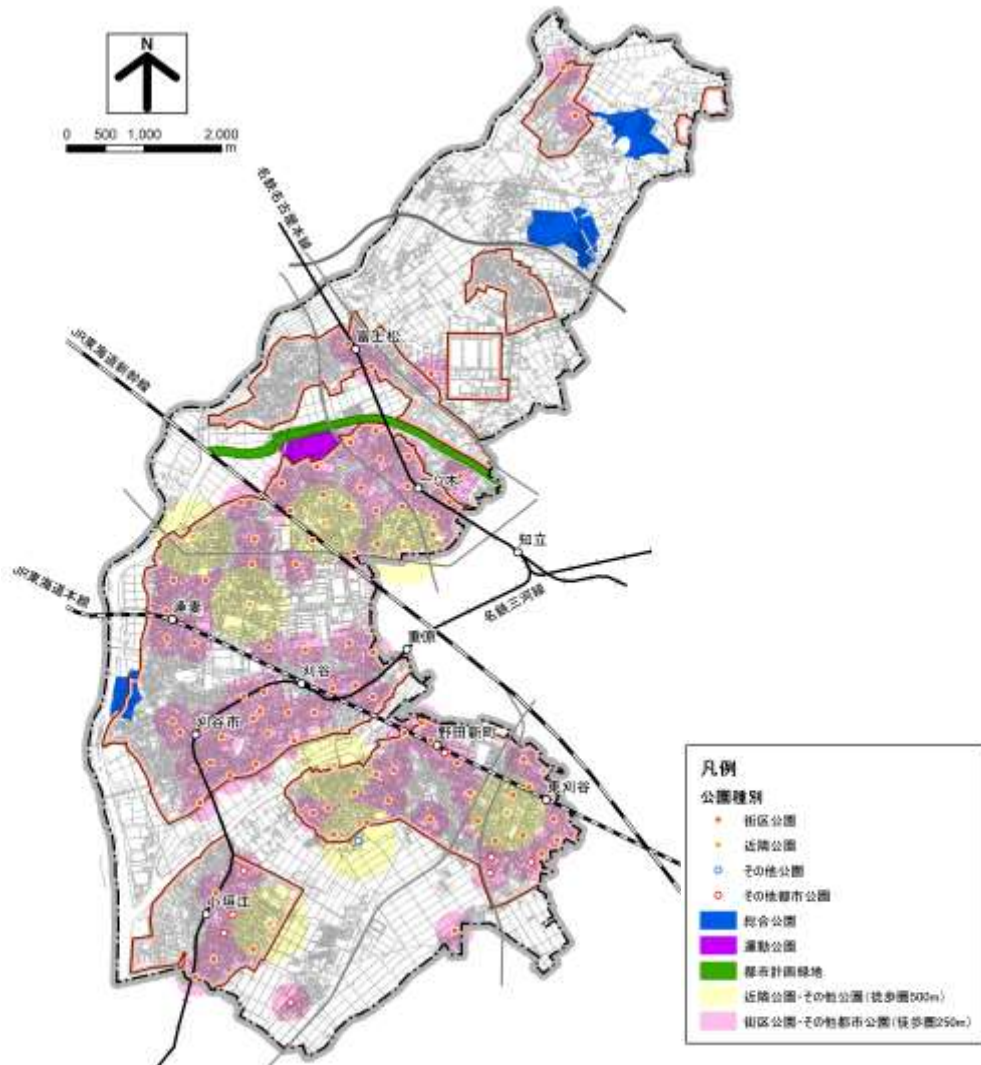 N
0 500 1,000 2,000
m
名鉄名古屋本線
JR東海道新幹線
富士松
一ツ木
知立
名鉄三河線
JR東海道本線
逢妻
重原
刈谷
刈谷市
野田新町
東刈谷
小垣江
凡例
公園種別
街区公園
近隣公園
その他公園
その他都市公園
総合公園
運動公園
都市計画緑地
近隣公園・その他公園(徒歩圏500m)
街区公園・その他都市公園(徒歩圏250m)